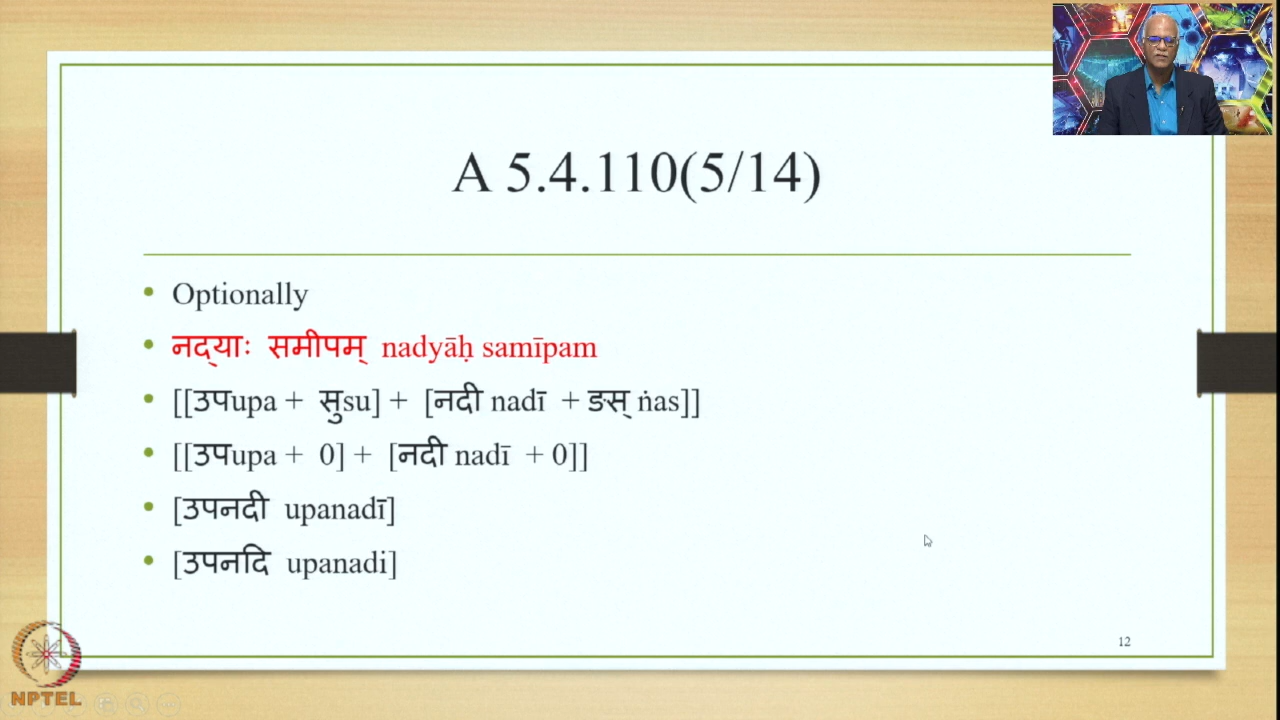 A 5.4.110(5/14)
• Optionally
• नद्याः समीपम् nadyāḥ samīpam
• [[उपupa + सुsu] + [नदी nadī + ङस् ṅas]]
• [[उपupa + 0] + [नदी nadī + 0]]
• [उपनदी upanadī]
• [उपनदि upanadi]
12
NPTEL